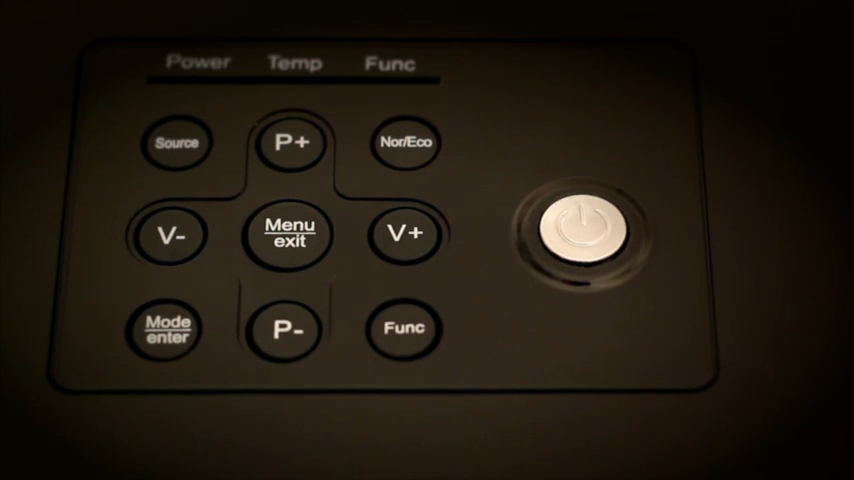 Power Temp Func
Source P+ Nor/Eco
V- Menu V+
exit
Mode P- Func
enter